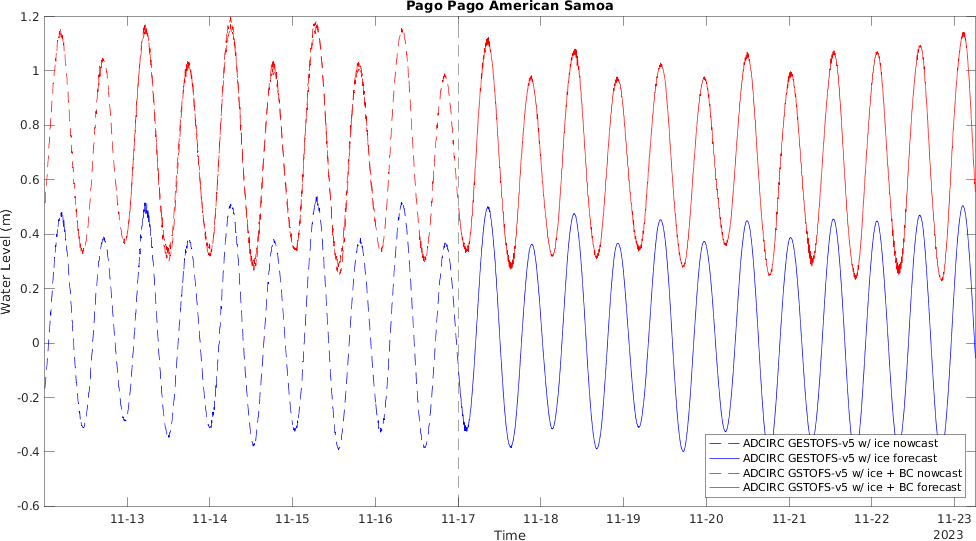 Pago Pago American Samoa
1.2
1
0.8
0.6
0.4
0.2
0
-0.2
-0.4
-0.6
Water Level (m)
ADCIRC GESTOFS-v5 w/ ice nowcast
ADCIRC GESTOFS-v5 w/ ice forecast
ADCIRC GSTOFS-v5 w/ ice + BC nowcast
ADCIRC GSTOFS-v5 w/ ice + BC forecast
11-13 11-14 11-15 11-16 11-17 11-18 11-19 11-20 11-21 11-22 11-23
Time
2023